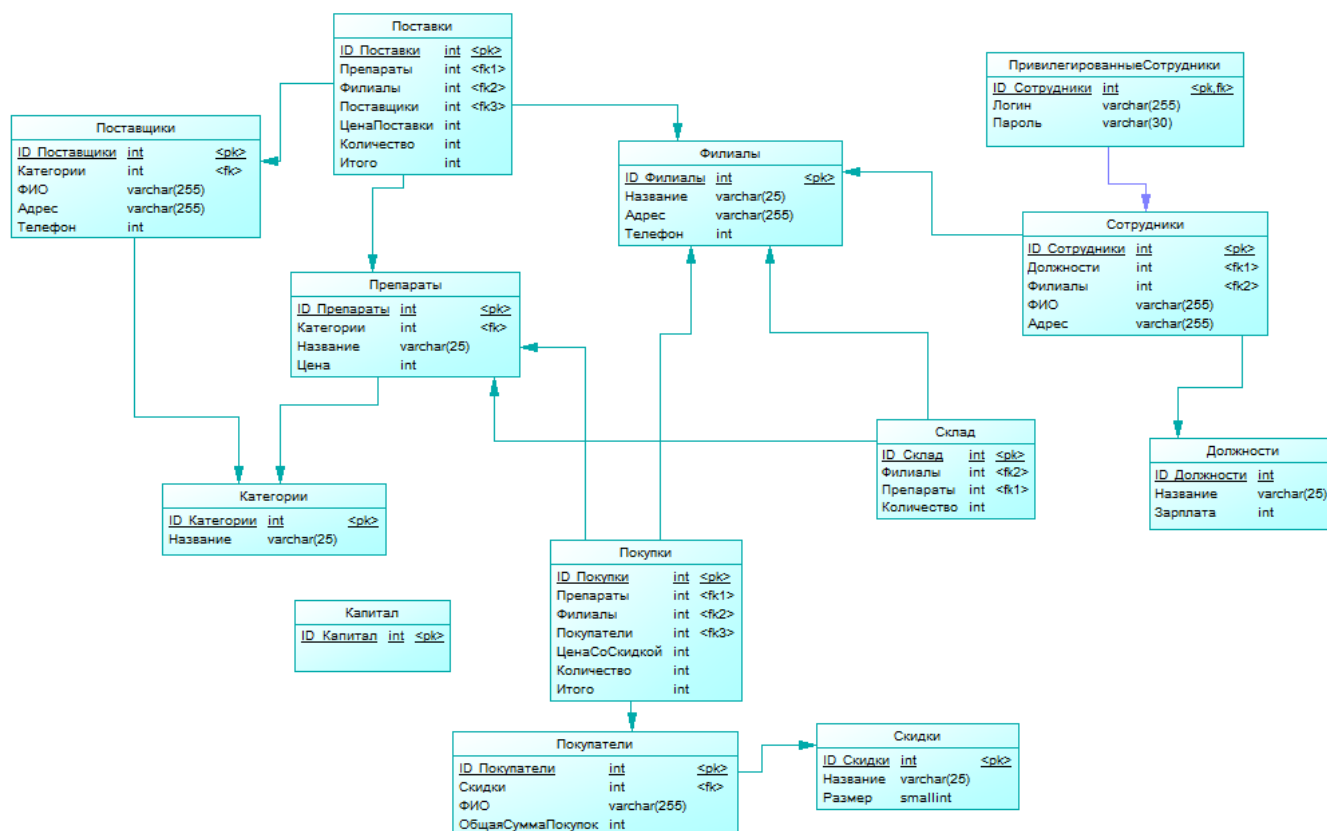 Поставки
ID_Поставки int <pk>
Препараты int <fk1>
Филиалы int <fk2>
Поставщики int <fk3>
ЦенаПоставки int
Количество int
Итого int
ПривилегированныеСотрудники
ID_Сотрудники int <pk,fk>
Логин varchar(255)
Пароль varchar(30)
Поставщики
ID_Поставщики int <pk>
Категории int <fk>
ФИО varchar(255)
Адрес varchar(255)
Телефон int
Филиалы
ID_Филиалы int <pk>
Название varchar(25)
Адрес varchar(255)
Телефон int
Сотрудники
ID_Сотрудники int <pk>
Должности int <fk1>
Филиалы int <fk2>
ФИО varchar(255)
Адрес varchar(255)
Препараты
ID_Препараты int <pk>
Категории int <fk>
Название varchar(25)
Цена int
Склад
ID_Склад int <pk>
Филиалы int <fk2>
Препараты int <fk1>
Количество int
Должности
ID_Должности int
Название varchar(25)
Зарплата int
Категории
ID_Категории int <pk>
Название varchar(25)
Покупки
ID_Покупки int <pk>
Препараты int <fk1>
Филиалы int <fk2>
Покупатели int <fk3>
ЦенаСоСкидкой int
Количество int
Итого int
Капитал
ID_Капитал int <pk>
Покупатели
ID_Покупатели int <pk>
Скидки int <fk>
ФИО varchar(255)
ОбщаяСуммаПокупок int
Скидки
ID_Скидки int <pk>
Название varchar(25)
Размер smallint